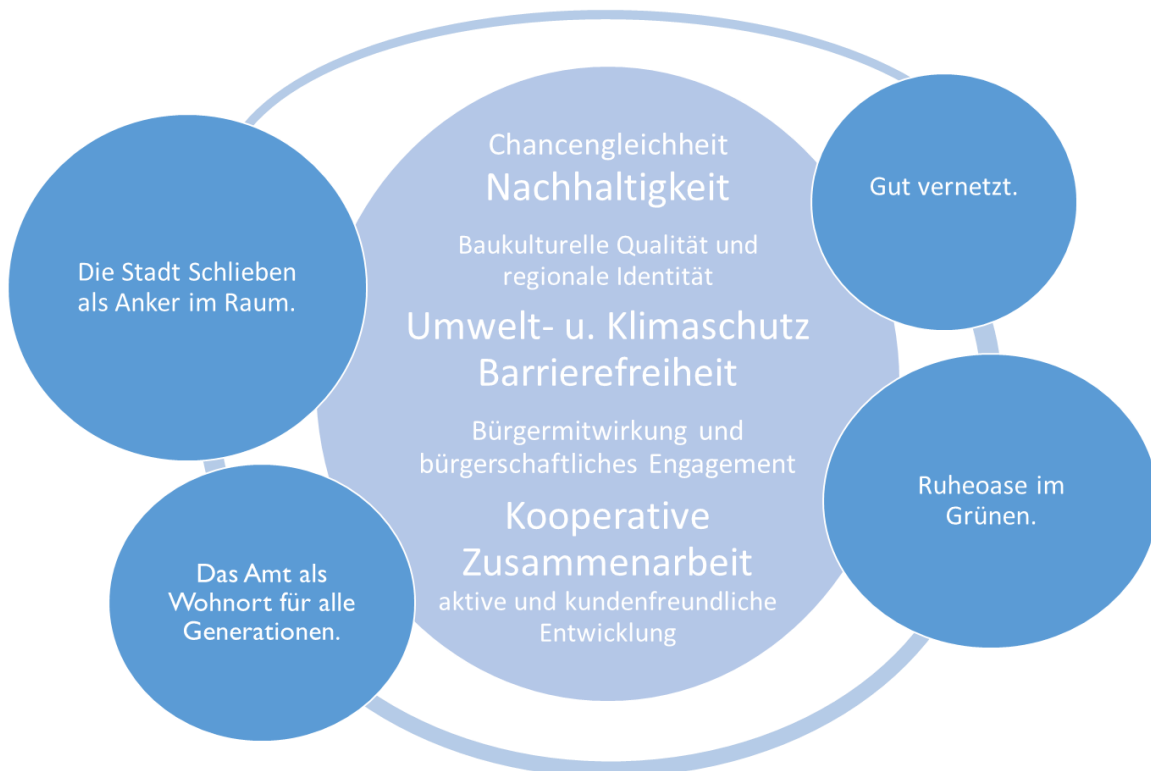 Die Stadt Schlieben
als Anker im Raum.
Das Amt als
Wohnort für alle
Generationen.
Chancengleichheit
Nachhaltigkeit
Baukulturelle Qualität und
regionale Identität
Umwelt- u. Klimaschutz
Barrierefreiheit
Bürgermitwirkung und
bürgerschaftliches Engagement
Kooperative
Zusammenarbeit
aktive und kundenfreundliche
Entwicklung
Gut vernetzt.
Ruheoase im
Grünen.